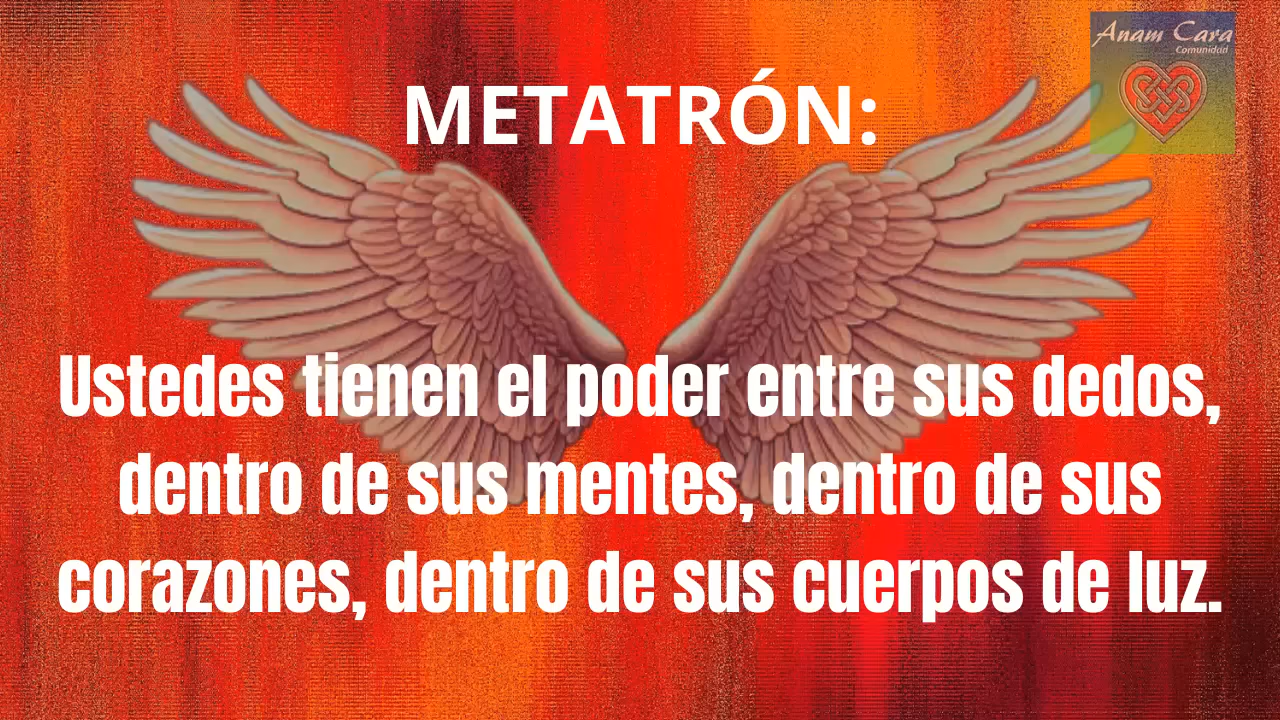 Anam Cara
Comunidad
METATRÓN:
Ustedes tienen el poder entre sus dedos,
dentro de sus mentes, dentro de sus
corazones, dentro de sus cuerpos de luz.